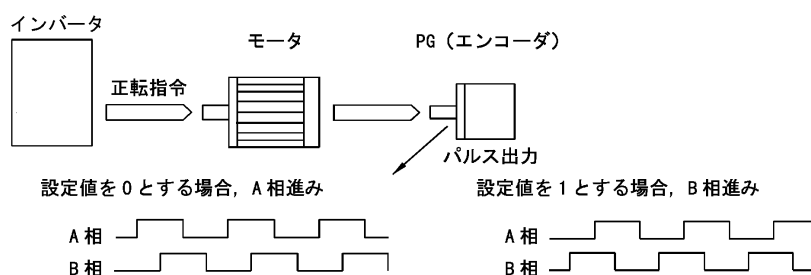 インバータ
モータ
PG（エンコーダ）
正転指令
パルス出力
設定値を0とする場合，A相進み
A相
B相
設定値を1とする場合，B相進み
A相
B相